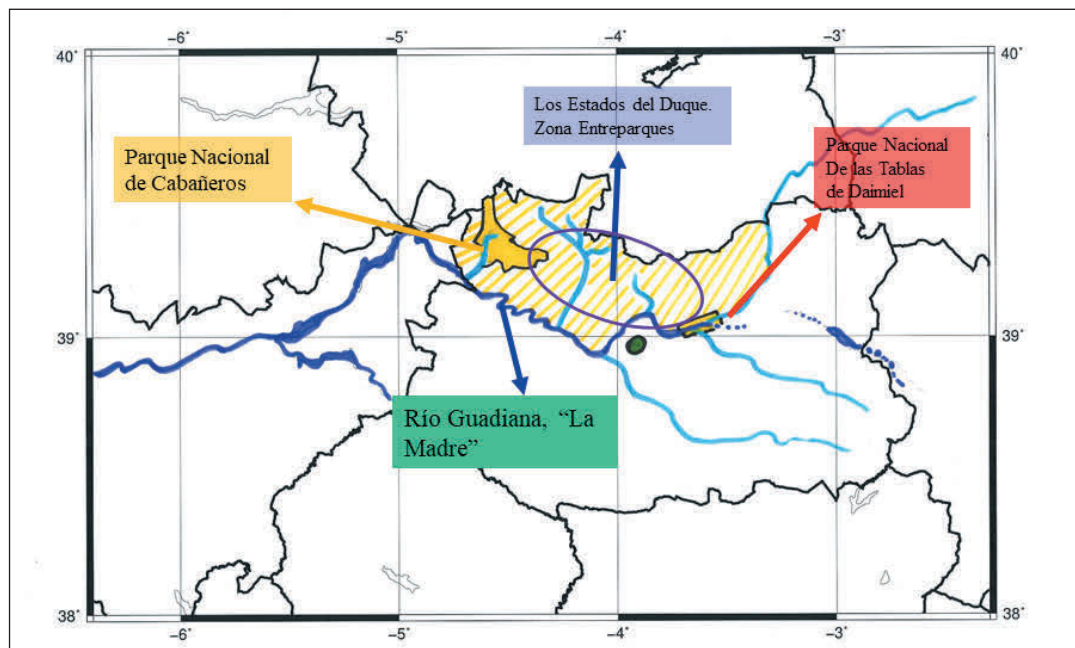 -6° -5° -4° -3°
40° 40°
Los Estados del Duque.
Zona Entreparques
Parque Nacional
de Cabañeros
Parque Nacional
De las Tablas
de Daimiel
39° 39°
Río Guadiana, “La
Madre”
38° 38°
-6° -5° -4° -3°